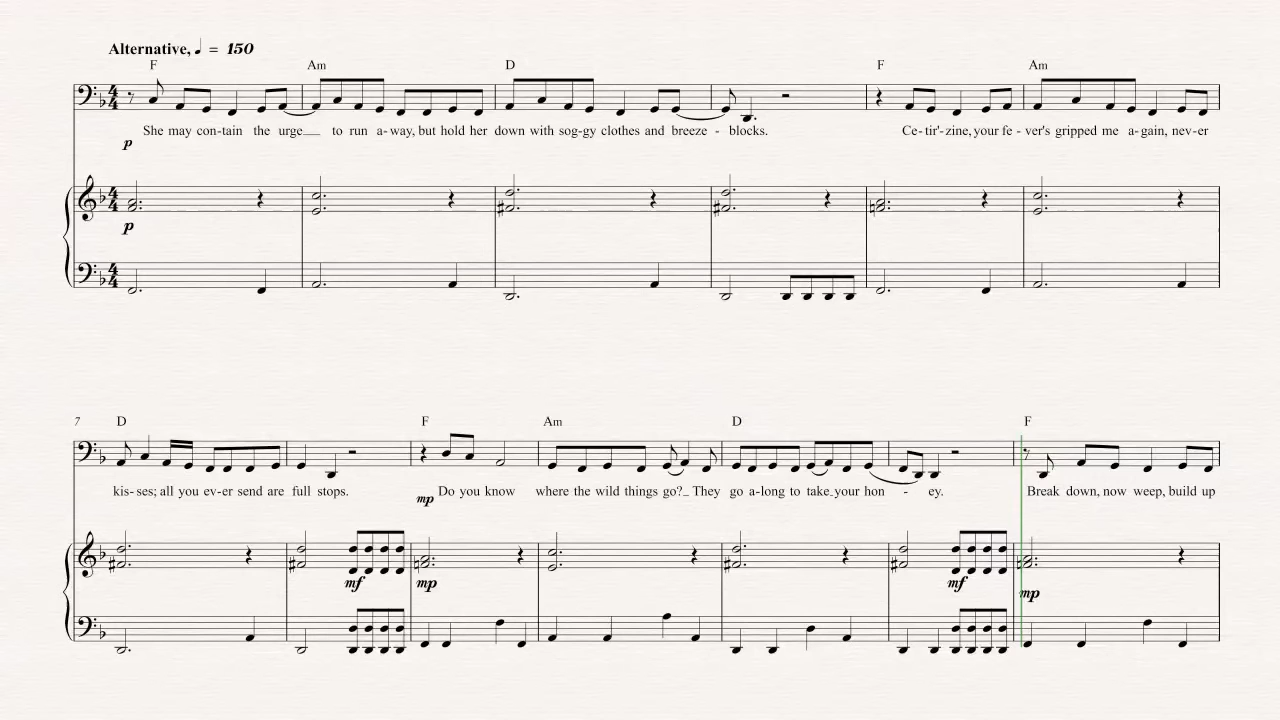 Alternative, ♩ = 150
F Am D F Am
She may con-tain the urge to run a-way, but hold her down with sog-gy clothes and breeze - blocks. Ce-tir'-zine, your fe - ver's gripped me a-gain, nev-er
p
p
7 D F Am D F
kis-ses; all you ev-er send are full stops. Do you know where the wild things go? They go a-long to take your hon - ey. Break down, now weep, build up
mp
mf mp mf mp